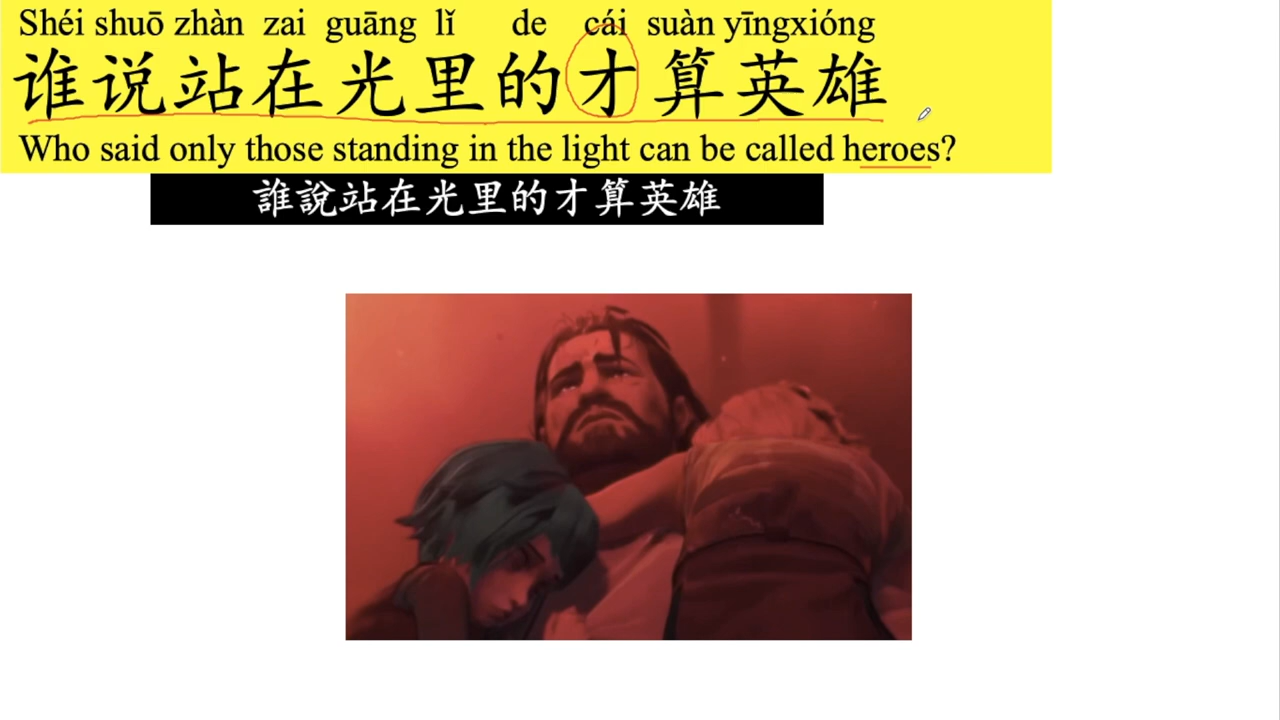 Shéi shuō zhàn zai guāng lǐ de cái suàn yīngxióng
谁说站在光里的才算英雄
Who said only those standing in the light can be called heroes?
誰說站在光里的才算英雄